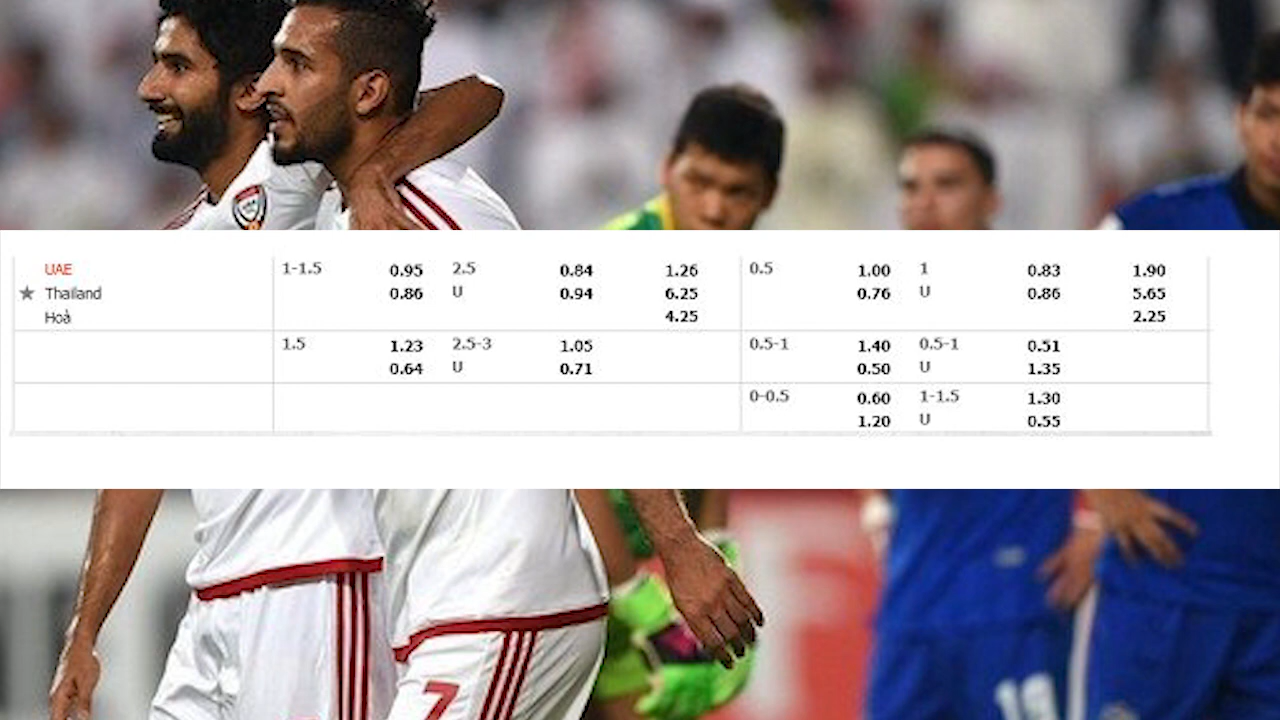 UAE 1-1.5 0.95 2.5 0.84 1.26 0.5 1.00 1 0.83 1.90
★ Thailand 0.86 U 0.94 6.25 0.76 U 0.86 5.65
Hoà 4.25 2.25
1.5 1.23 2.5-3 1.05 0.5-1 1.40 0.5-1 0.51
0.64 U 0.71 0.50 U 1.35
0-0.5 0.60 1-1.5 1.30
1.20 U 0.55
7